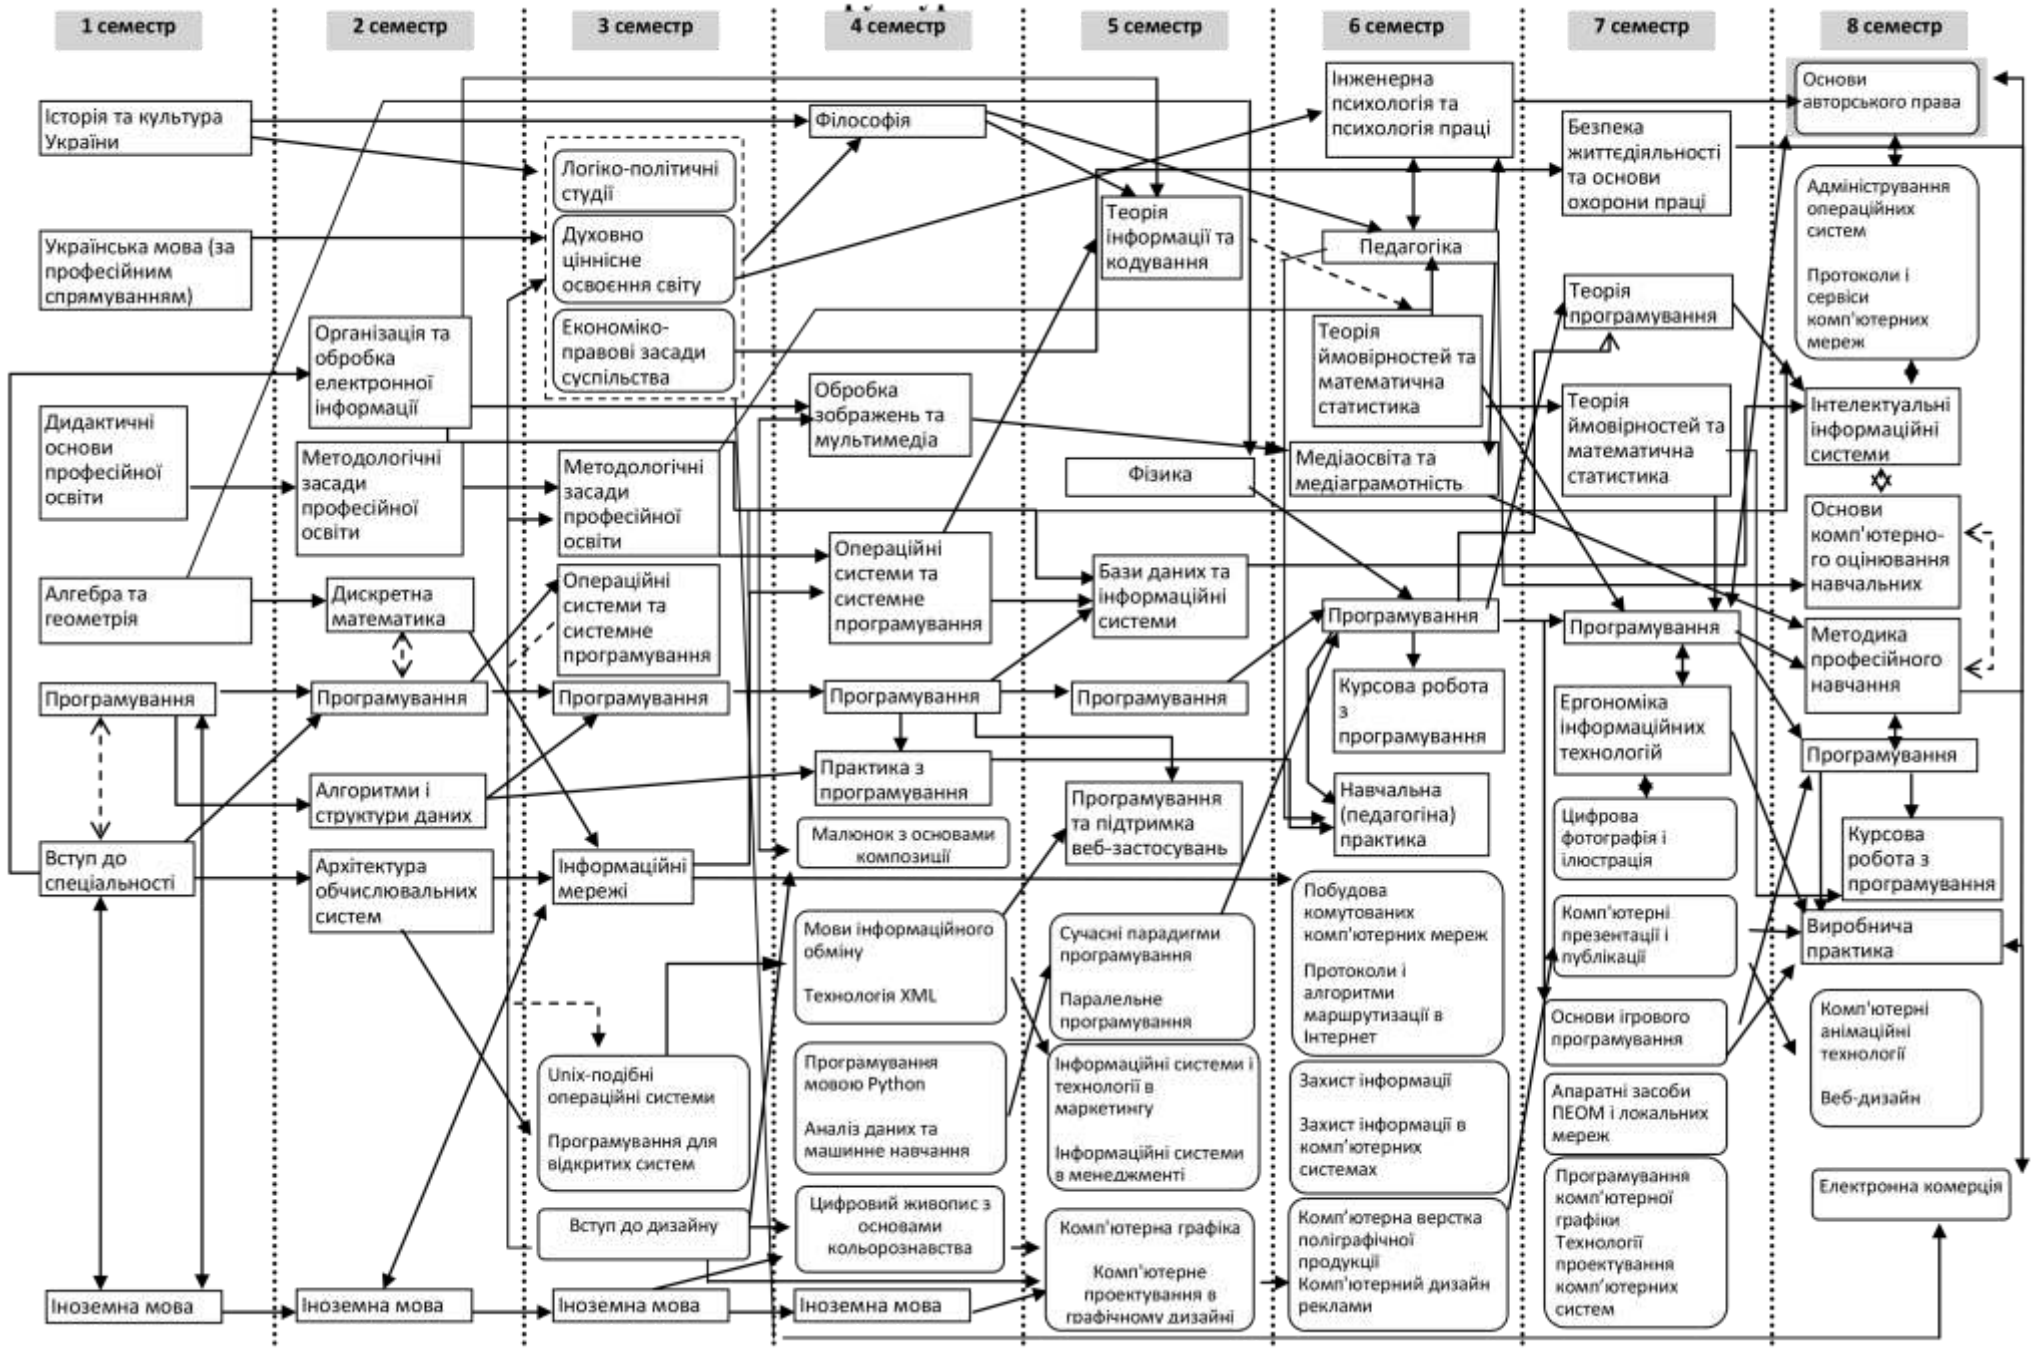 1 семестр
2 семестр
3 семестр
4 семестр
5 семестр
6 семестр
7 семестр
8 семестр
Історія та культура
України
Українська мова (за
професійним
спрямуванням)
Дидактичні
основи
професійної
освіти
Алгебра та
геометрія
Програмування
Вступ до
спеціальності
Іноземна мова
Організація та
обробка
електронної
інформації
Методологічні
засади
професійної
освіти
Дискретна
математика
Програмування
Алгоритми і
структури даних
Архітектура
обчислювальних
систем
Іноземна мова
Логіко-політичні
студії
Духовно
ціннісне
освоєння світу
Економіко-
правові засади
суспільства
Методологічні
засади
професійної
освіти
Операційні
системи та
системне
програмування
Програмування
Інформаційні
мережі
Unix-подібні
операційні системи
Програмування для
відкритих систем
Вступ до дизайну
Іноземна мова
Філософія
Обробка
зображень та
мультимедіа
Операційні
системи та
системне
програмування
Програмування
Практика з
програмування
Малюнок з основами
композиції
Мови інформаційного
обміну
Технологія XML
Програмування
мовою Python
Аналіз даних та
машинне навчання
Цифровий живопис з
основами
кольорознавства
Іноземна мова
Теорія
інформації та
кодування
Фізика
Бази даних та
інформаційні
системи
Програмування
Програмування
та підтримка
веб-застосувань
Сучасні парадигми
програмування
Паралельне
програмування
Інформаційні системи і
технології в
маркетингу
Інформаційні системи
в менеджменті
Комп'ютерна графіка
Комп'ютерне
проектування в
графічному дизайні
Інженерна
психологія та
психологія праці
Педагогіка
Теорія
ймовірностей та
математична
статистика
Медіаосвіта та
медіаграмотність
Програмування
Курсова робота
з
програмування
Навчальна
(педагогіна)
практика
Побудова
комутованих
комп'ютерних мереж
Протоколи і
алгоритми
маршрутизації в
Інтернет
Захист інформації
Захист інформації в
комп'ютерних
системах
Комп'ютерна верстка
поліграфічної
продукції
Комп'ютерний дизайн
реклами
Безпека
життєдіяльності
та основи
охорони праці
Теорія
програмування
Теорія
ймовірностей та
математична
статистика
Програмування
Ергономіка
інформаційних
технологій
Цифрова
фотографія і
ілюстрація
Комп'ютерні
презентації і
публікації
Основи ігрового
програмування
Апаратні засоби
ПЕОМ і локальних
мереж
Програмування
комп'ютерної
графіки
Технології
проектування
комп'ютерних
систем
Основи
авторського права
Адміністрування
операційних
систем
Протоколи і
сервіси
комп'ютерних
мереж
Інтелектуальні
інформаційні
системи
Основи
комп'ютерно-
го оцінювання
навчальних
Методика
професійного
навчання
Програмування
Курсова
робота з
програмування
Виробнича
практика
Комп'ютерні
анімаційні
технології
Веб-дизайн
Електронна комерція